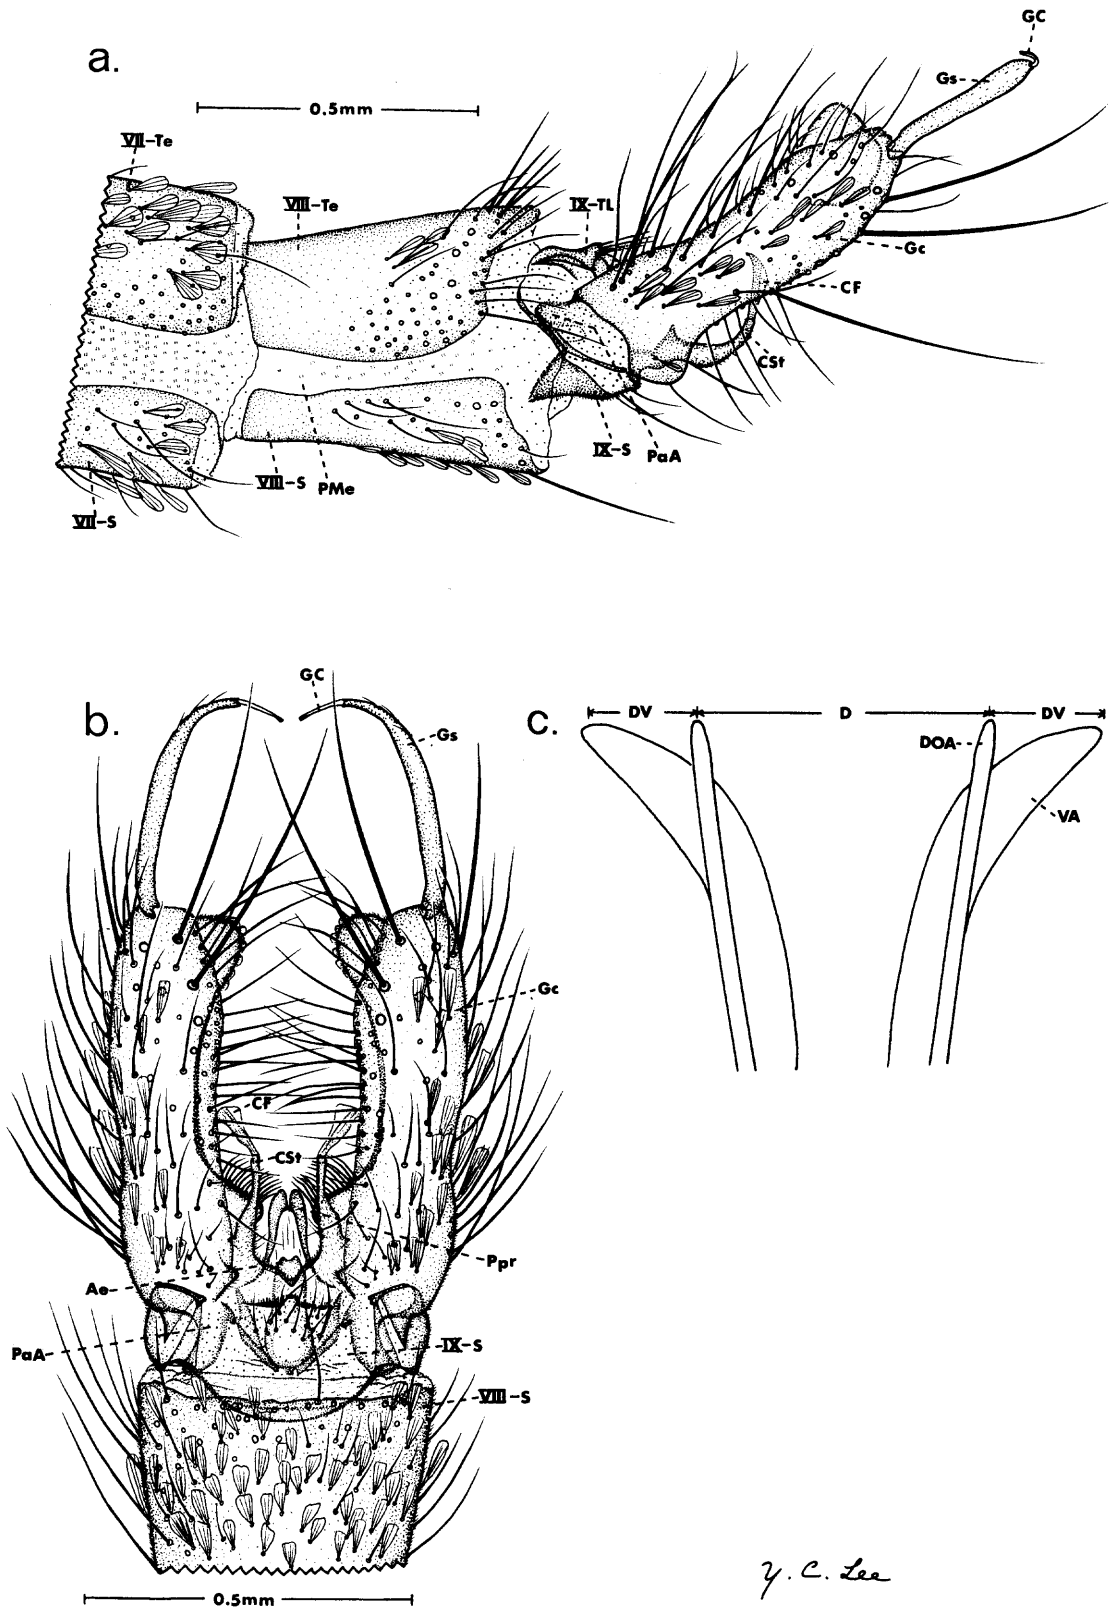 a.
GC
Gs
0.5mm
VII-Te
VIII-Te
IX-TL
Gc
CF
CSt
IX-S
PaA
VIII-S
PMe
VII-S
b.
GC
Gs
Gc
CF
CSt
Ppr
Ae
PaA
IX-S
VIII-S
0.5mm
c.
DV D DV
DOA
VA
Y. C. Lee